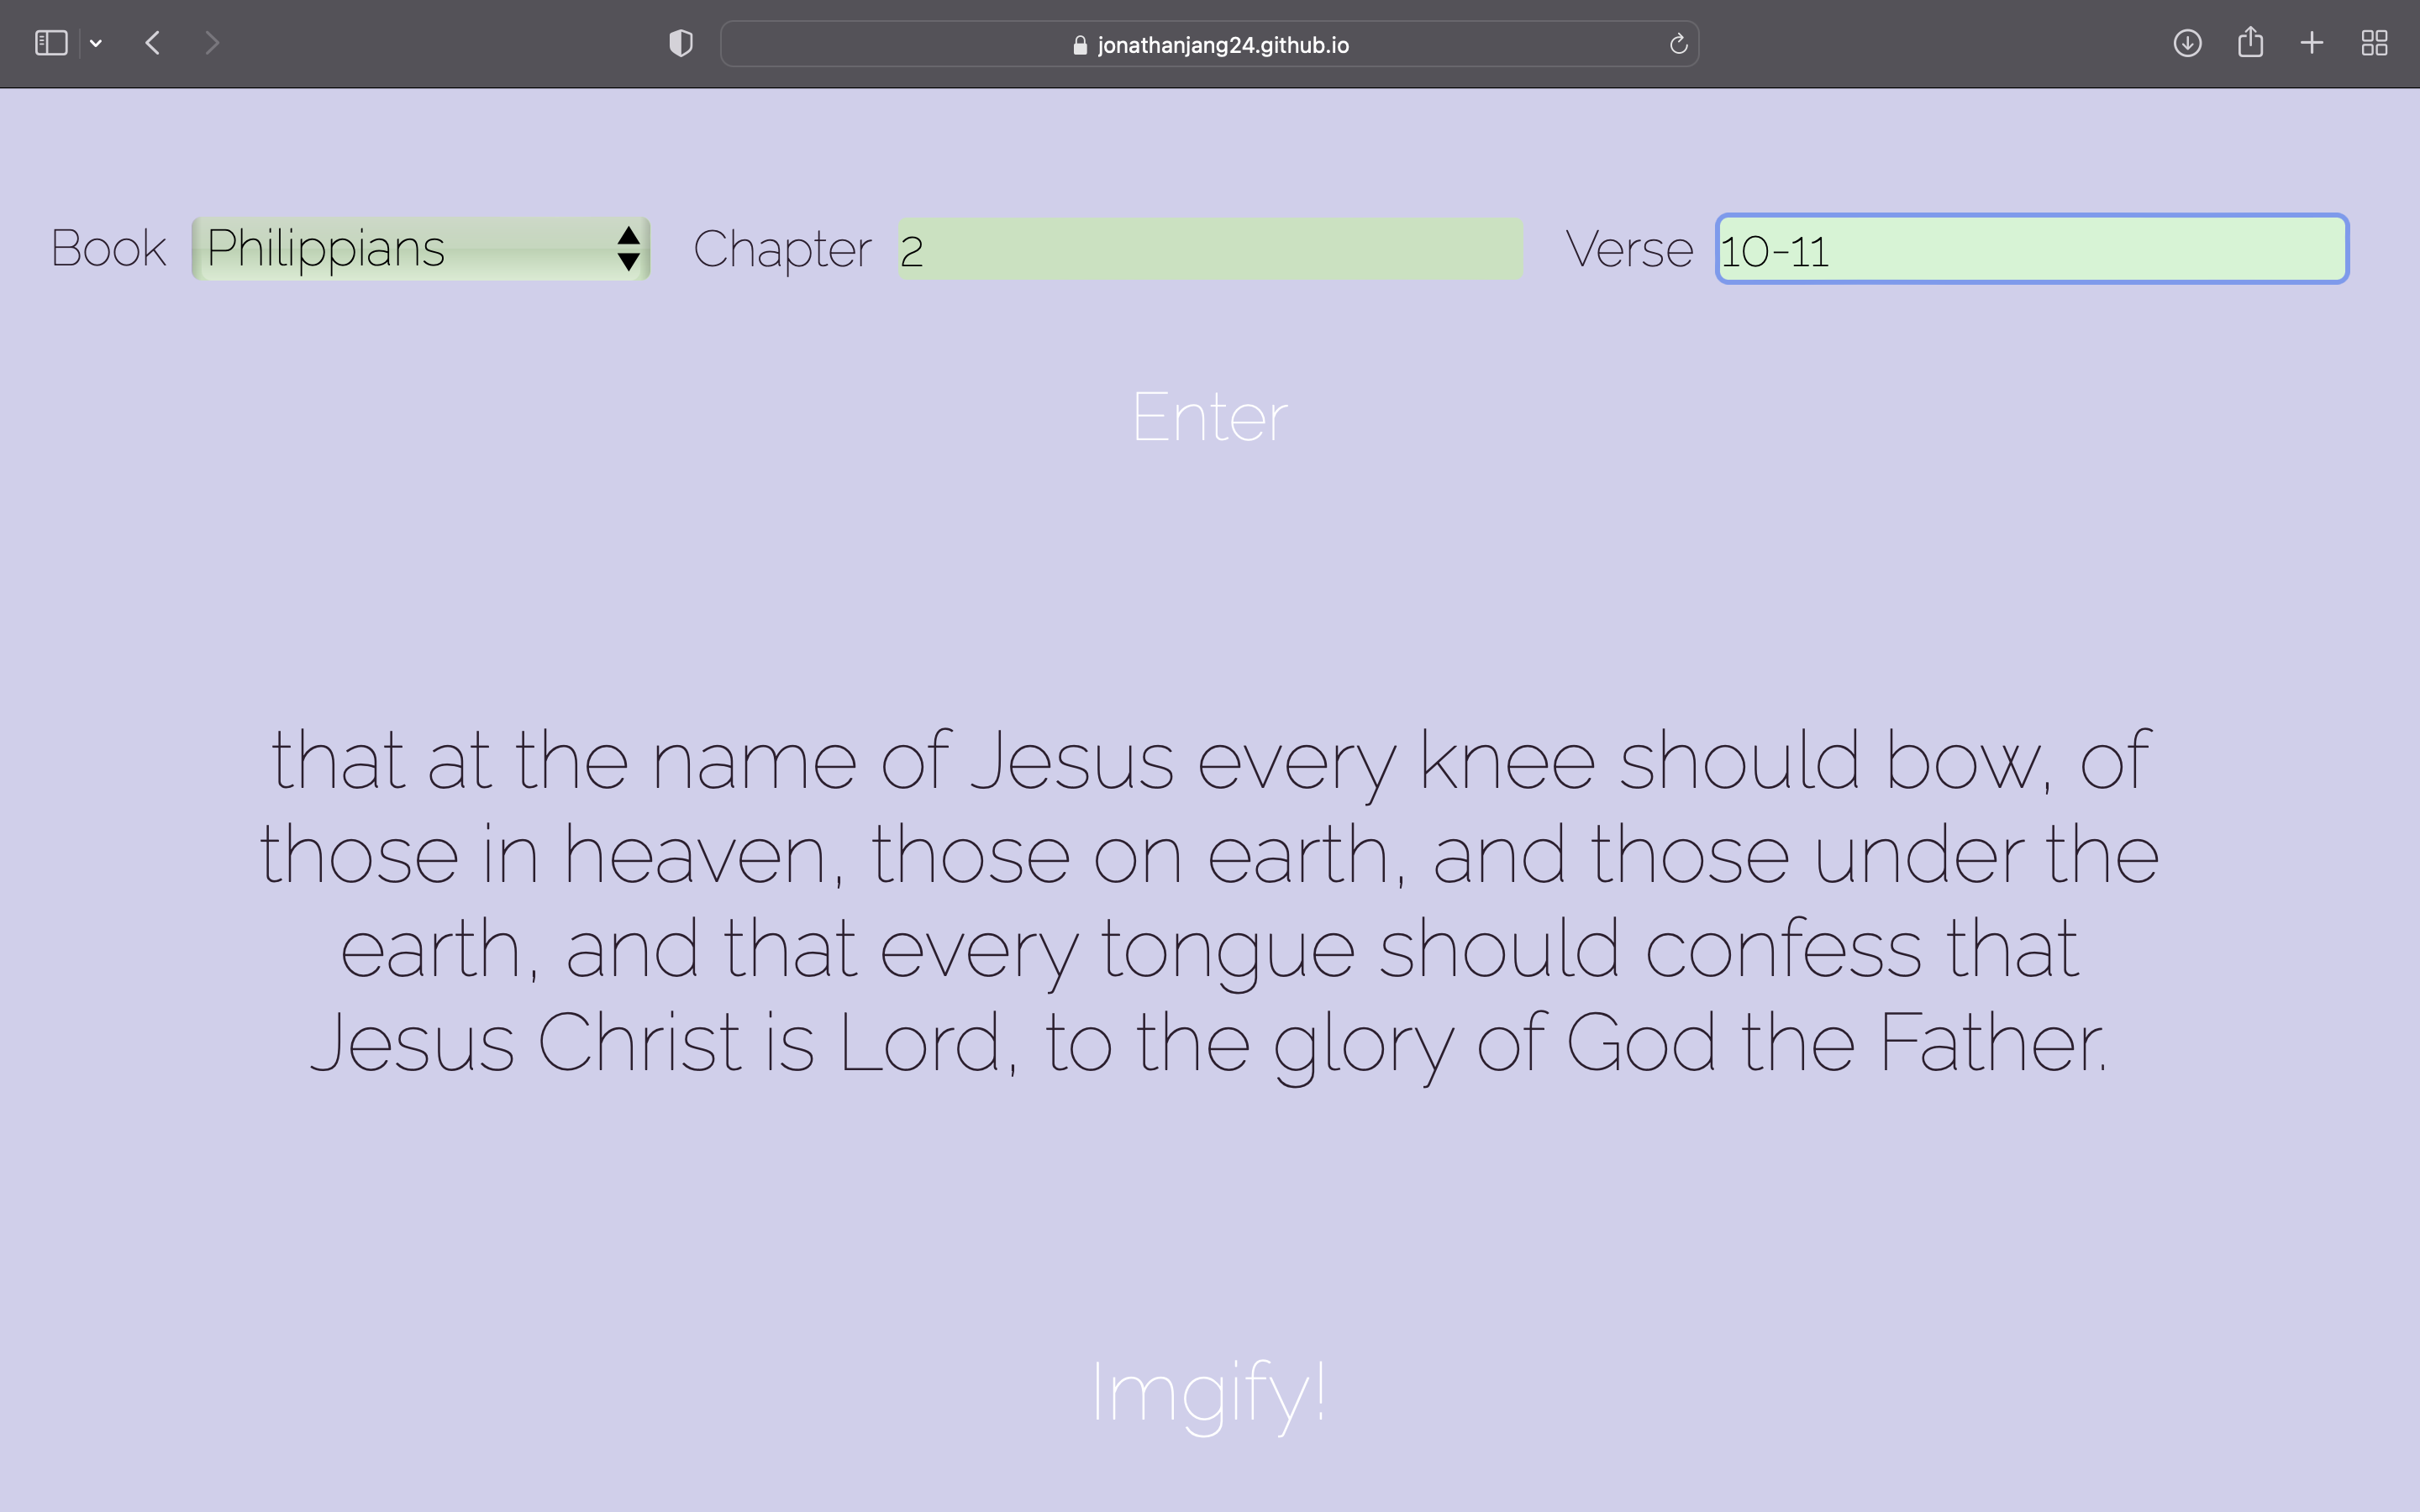 jonathanjang24.github.io
Book Philippians Chapter 2 Verse 10-11
Enter
that at the name of Jesus every knee should bow, of
those in heaven, those on earth, and those under the
earth, and that every tongue should confess that
Jesus Christ is Lord, to the glory of God the Father.
Imgify!